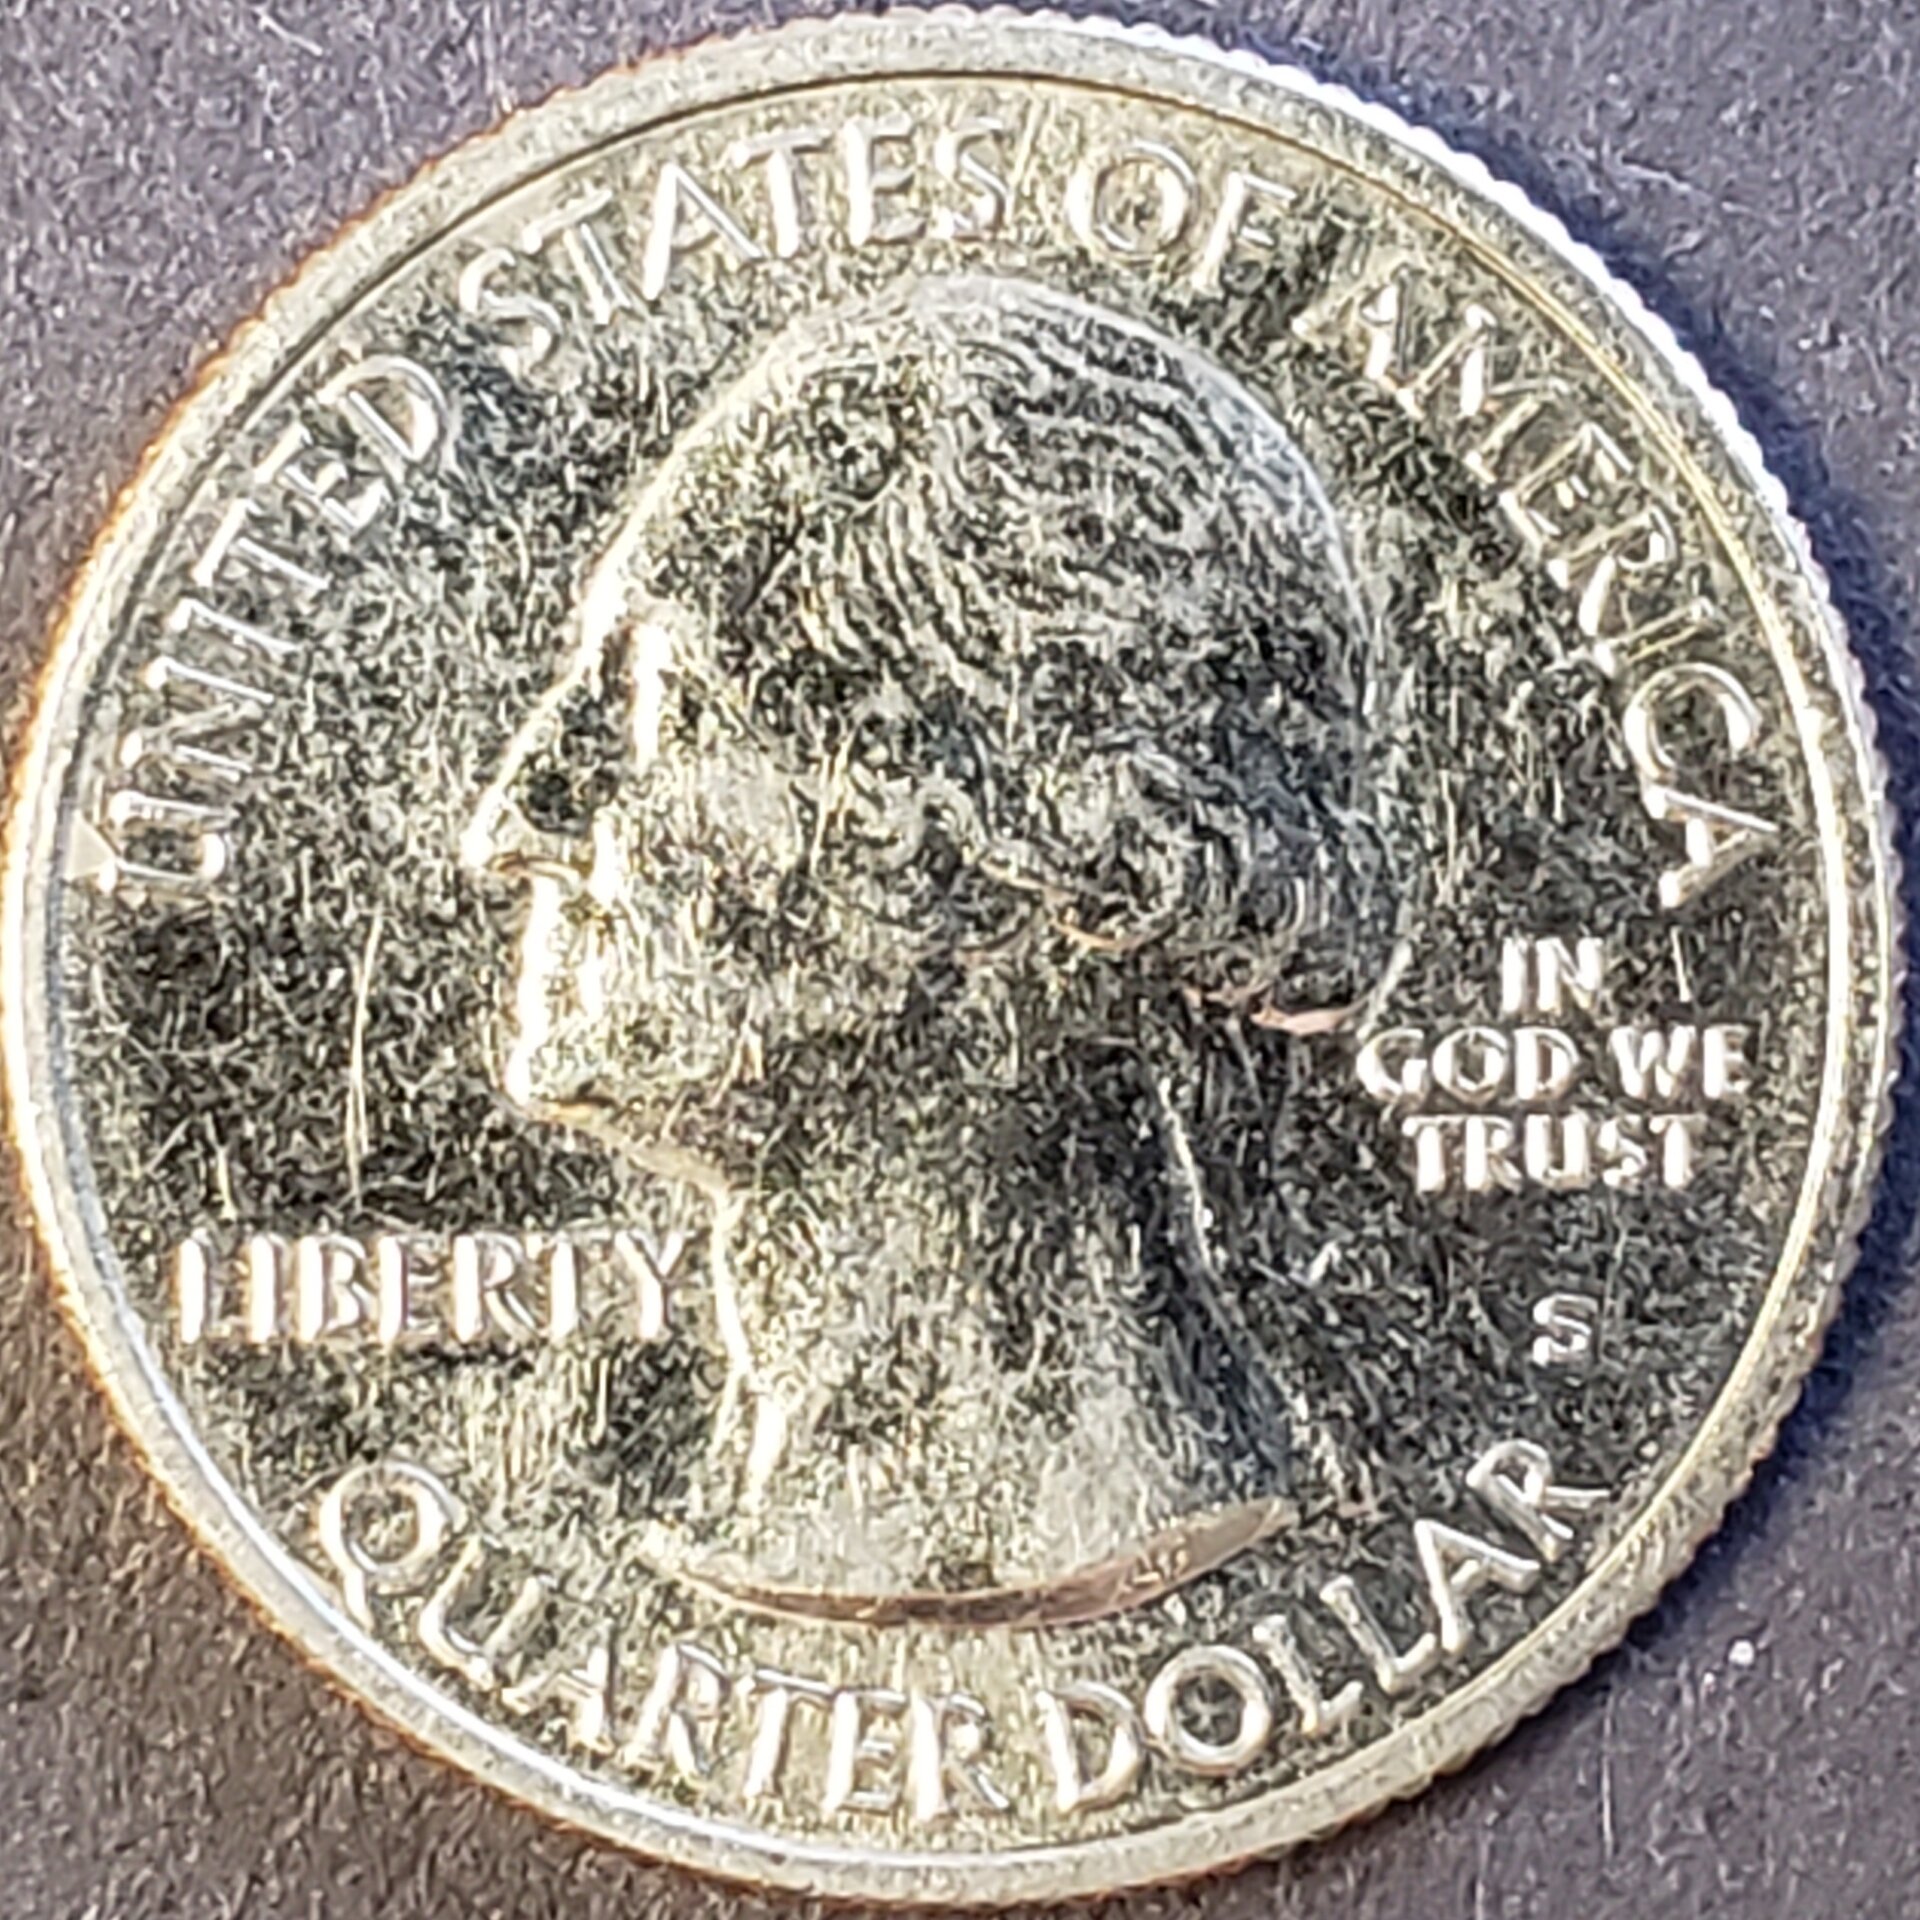 UNITED STATES OF AMERICA
IN
GOD WE
TRUST
LIBERTY
S
QUARTER DOLLAR